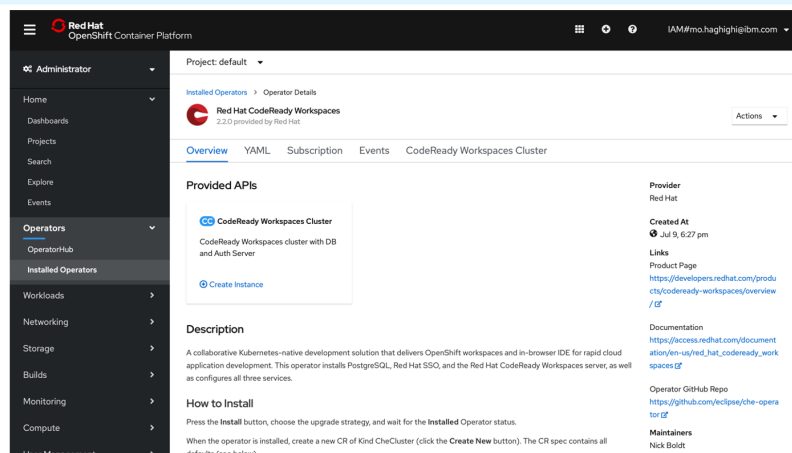 Red Hat
OpenShift Container Platform
IAM#mo.haghighi@ibm.com
Administrator
Home
Dashboards
Projects
Search
Explore
Events
Operators
OperatorHub
Installed Operators
Workloads
Networking
Storage
Builds
Monitoring
Compute
Project: default
Installed Operators > Operator Details
Red Hat CodeReady Workspaces
2.2.0 provided by Red Hat
Actions
Overview YAML Subscription Events CodeReady Workspaces Cluster
Provided APIs
CC CodeReady Workspaces Cluster
CodeReady Workspaces cluster with DB
and Auth Server
Create Instance
Description
A collaborative Kubernetes-native development solution that delivers OpenShift workspaces and in-browser IDE for rapid cloud
application development. This operator installs PostgreSQL, Red Hat SSO, and the Red Hat CodeReady Workspaces server, as well
as configures all three services.
How to Install
Press the Install button, choose the upgrade strategy, and wait for the Installed Operator status.
When the operator is installed, create a new CR of Kind CheCluster (click the Create New button). The CR spec contains all
defaults (see below).
Provider
Red Hat
Created At
Jul 9, 6:27 pm
Links
Product Page
https://developers.redhat.com/produ
cts/codeready-workspaces/overview
/
Documentation
https://access.redhat.com/document
ation/en-us/red_hat_codeready_work
spaces
Operator GitHub Repo
https://github.com/eclipse/che-opera
tor
Maintainers
Nick Boldt